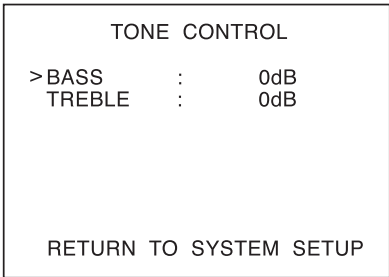 TONE CONTROL
>BASS : 0dB
TREBLE : 0dB
RETURN TO SYSTEM SETUP